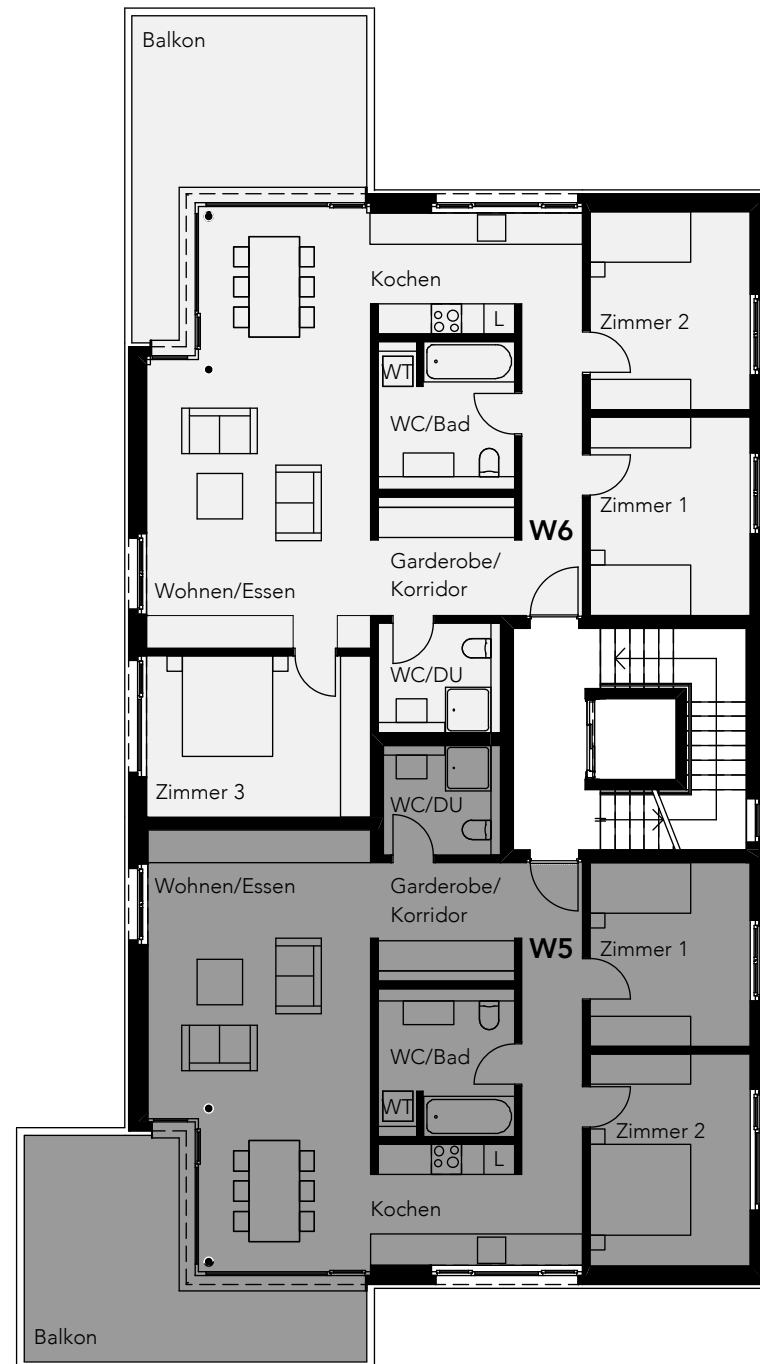 Balkon
Kochen
L
Zimmer 2
WT
WC/Bad
Zimmer 1
W6
Garderobe/
Korridor
Wohnen/Essen
WC/DU
Zimmer 3
WC/DU
Wohnen/Essen
Garderobe/
Korridor
W5
Zimmer 1
WC/Bad
WT
Zimmer 2
L
Kochen
Balkon